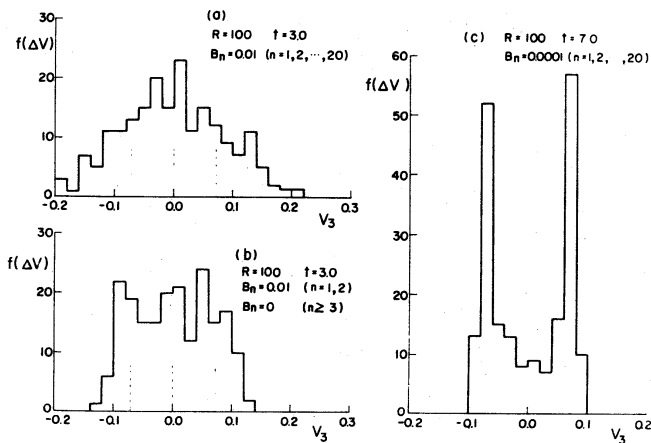 (a)
R=100 t=3.0
Bn=0.01 (n=1,2,···,20)
f(ΔV)
30
20
10
0
-0.2 -0.1 0.0 0.1 0.2 0.3
V3
(b)
R=100 t=3.0
Bn=0.01 (n=1,2)
Bn=0 (n≥3)
f(ΔV)
30
20
10
0
-0.2 -0.1 0.0 0.1 0.2 0.3
V3
(c) R=100 t=7.0
Bn=0.0001 (n=1,2, ,20)
f(ΔV)
60
50
40
30
20
10
0
-0.2 -0.1 0.0 0.1 0.2
V3